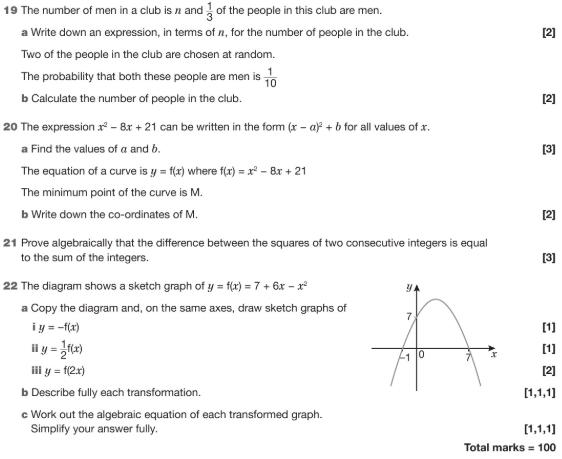 19 The number of men in a club is n and 1/3 of the people in this club are men.
a Write down an expression, in terms of n, for the number of people in the club. [2]
Two of the people in the club are chosen at random.
The probability that both these people are men is 1/10
b Calculate the number of people in the club. [2]
20 The expression x² – 8x + 21 can be written in the form (x – a)² + b for all values of x.
a Find the values of a and b. [3]
The equation of a curve is y = f(x) where f(x) = x² – 8x + 21
The minimum point of the curve is M.
b Write down the co-ordinates of M. [2]
21 Prove algebraically that the difference between the squares of two consecutive integers is equal
to the sum of the integers. [3]
22 The diagram shows a sketch graph of y = f(x) = 7 + 6x – x²
a Copy the diagram and, on the same axes, draw sketch graphs of
i y = –f(x) [1]
ii y = 1/2 f(x) [1]
iii y = f(2x) [2]
b Describe fully each transformation. [1,1,1]
c Work out the algebraic equation of each transformed graph.
Simplify your answer fully. [1,1,1]
y
7
–1 0 7 x
Total marks = 100